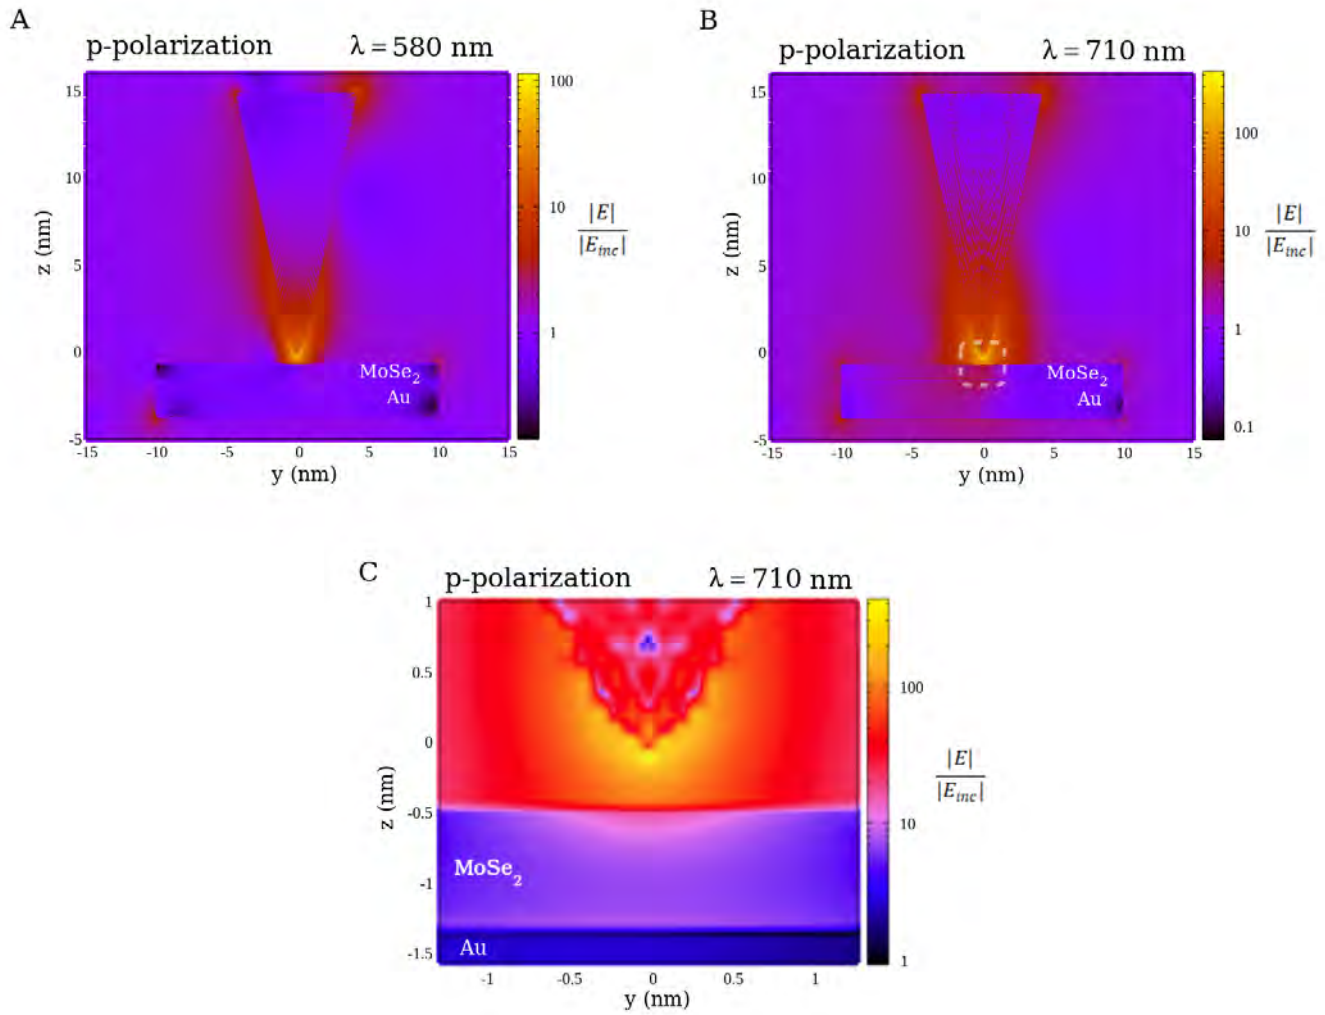 A
p-polarization λ = 580 nm
15
10
5
0
-5
z (nm)
-15 -10 -5 0 5 10 15
y (nm)
MoSe₂
Au
100
10
1
|E|
|E_inc|
B
p-polarization λ = 710 nm
15
10
5
0
-5
z (nm)
-15 -10 -5 0 5 10 15
y (nm)
MoSe₂
Au
100
10
1
0.1
|E|
|E_inc|
C
p-polarization λ = 710 nm
1
0.5
0
-0.5
-1
-1.5
z (nm)
-1 -0.5 0 0.5 1
y (nm)
MoSe₂
Au
100
10
1
|E|
|E_inc|